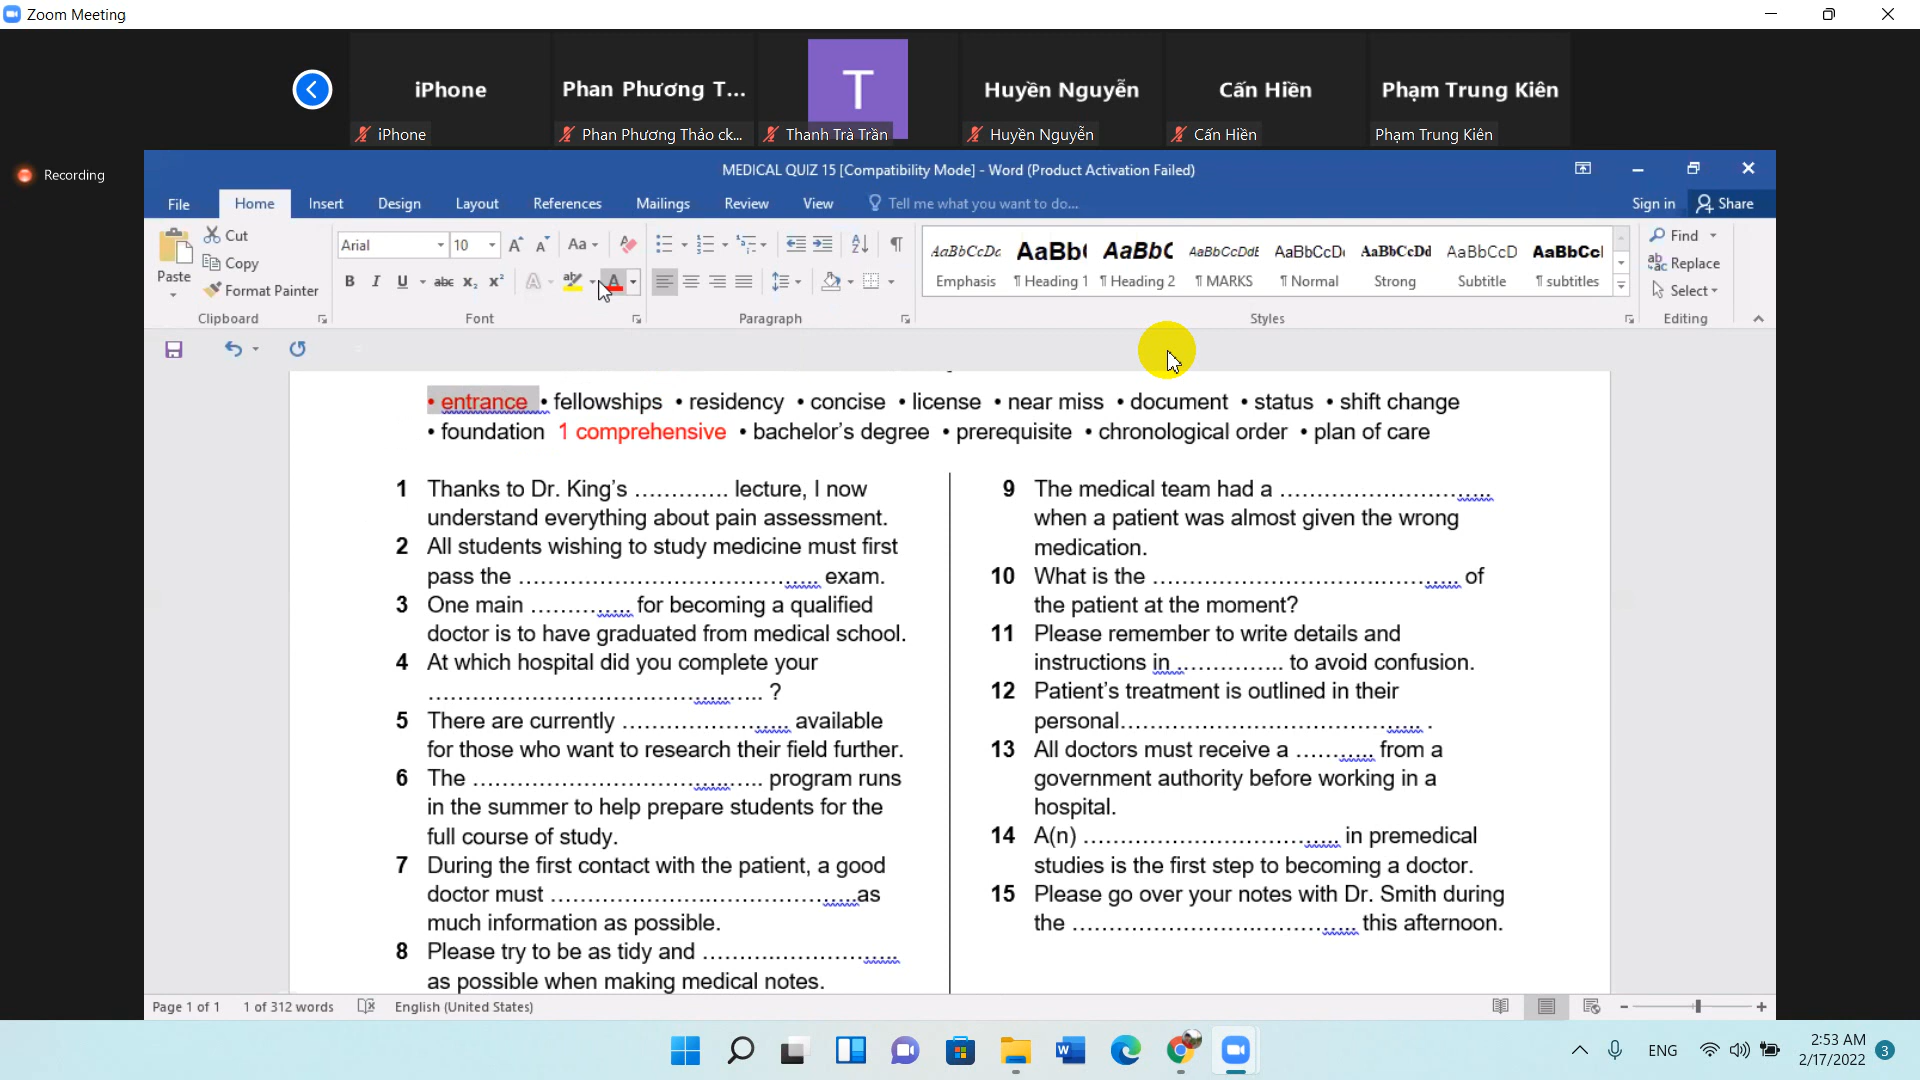 Zoom Meeting
iPhone
Phan Phương T...
T
Huyền Nguyễn
Cấn Hiền
Phạm Trung Kiên
iPhone
Phan Phương Thảo ck...
Thanh Trà Trần
Huyền Nguyễn
Cấn Hiền
Phạm Trung Kiên
Recording
MEDICAL QUIZ 15 [Compatibility Mode] - Word (Product Activation Failed)
File Home Insert Design Layout References Mailings Review View Tell me what you want to do... Sign in Share
Paste
Cut
Copy
Format Painter
Clipboard
Arial 10
Font
Paragraph
AaBbCcDc AaBb( AaBbC AaBbCcDdE AaBbCcD( AaBbCcDd AaBbCcD AaBbCcl
Emphasis ¶ Heading 1 ¶ Heading 2 ¶ MARKS ¶ Normal Strong Subtitle ¶ subtitles
Styles
Find
Replace
Select
Editing
• entrance • fellowships • residency • concise • license • near miss • document • status • shift change
• foundation 1 comprehensive • bachelor's degree • prerequisite • chronological order • plan of care
1 Thanks to Dr. King's ............. lecture, I now
understand everything about pain assessment.
2 All students wishing to study medicine must first
pass the ......................................... exam.
3 One main .............. for becoming a qualified
doctor is to have graduated from medical school.
4 At which hospital did you complete your
.............................................. ?
5 There are currently ....................... available
for those who want to research their field further.
6 The ........................................ program runs
in the summer to help prepare students for the
full course of study.
7 During the first contact with the patient, a good
doctor must ..........................................as
much information as possible.
8 Please try to be as tidy and ...........................
as possible when making medical notes.
9 The medical team had a .............................
when a patient was almost given the wrong
medication.
10 What is the .......................................... of
the patient at the moment?
11 Please remember to write details and
instructions in ............... to avoid confusion.
12 Patient's treatment is outlined in their
personal......................................... .
13 All doctors must receive a ........... from a
government authority before working in a
hospital.
14 A(n) ................................... in premedical
studies is the first step to becoming a doctor.
15 Please go over your notes with Dr. Smith during
the ....................................... this afternoon.
Page 1 of 1 1 of 312 words English (United States)
ENG
2:53 AM
2/17/2022
3